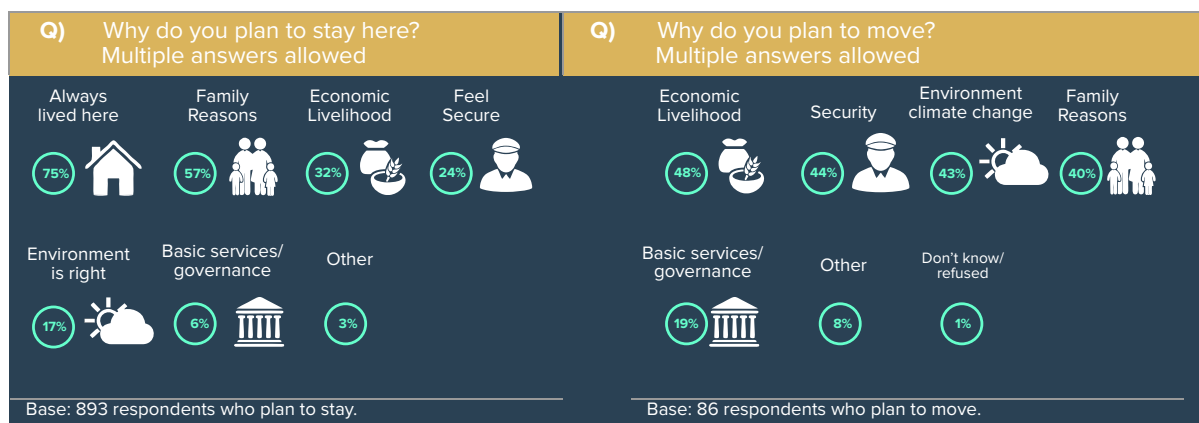 Q) Why do you plan to stay here?
Multiple answers allowed
Always
lived here
75%
Family
Reasons
57%
Economic
Livelihood
32%
Feel
Secure
24%
Environment
is right
17%
Basic services/
governance
6%
Other
3%
Base: 893 respondents who plan to stay.
Q) Why do you plan to move?
Multiple answers allowed
Economic
Livelihood
48%
Security
44%
Environment
climate change
43%
Family
Reasons
40%
Basic services/
governance
19%
Other
8%
Don't know/
refused
1%
Base: 86 respondents who plan to move.